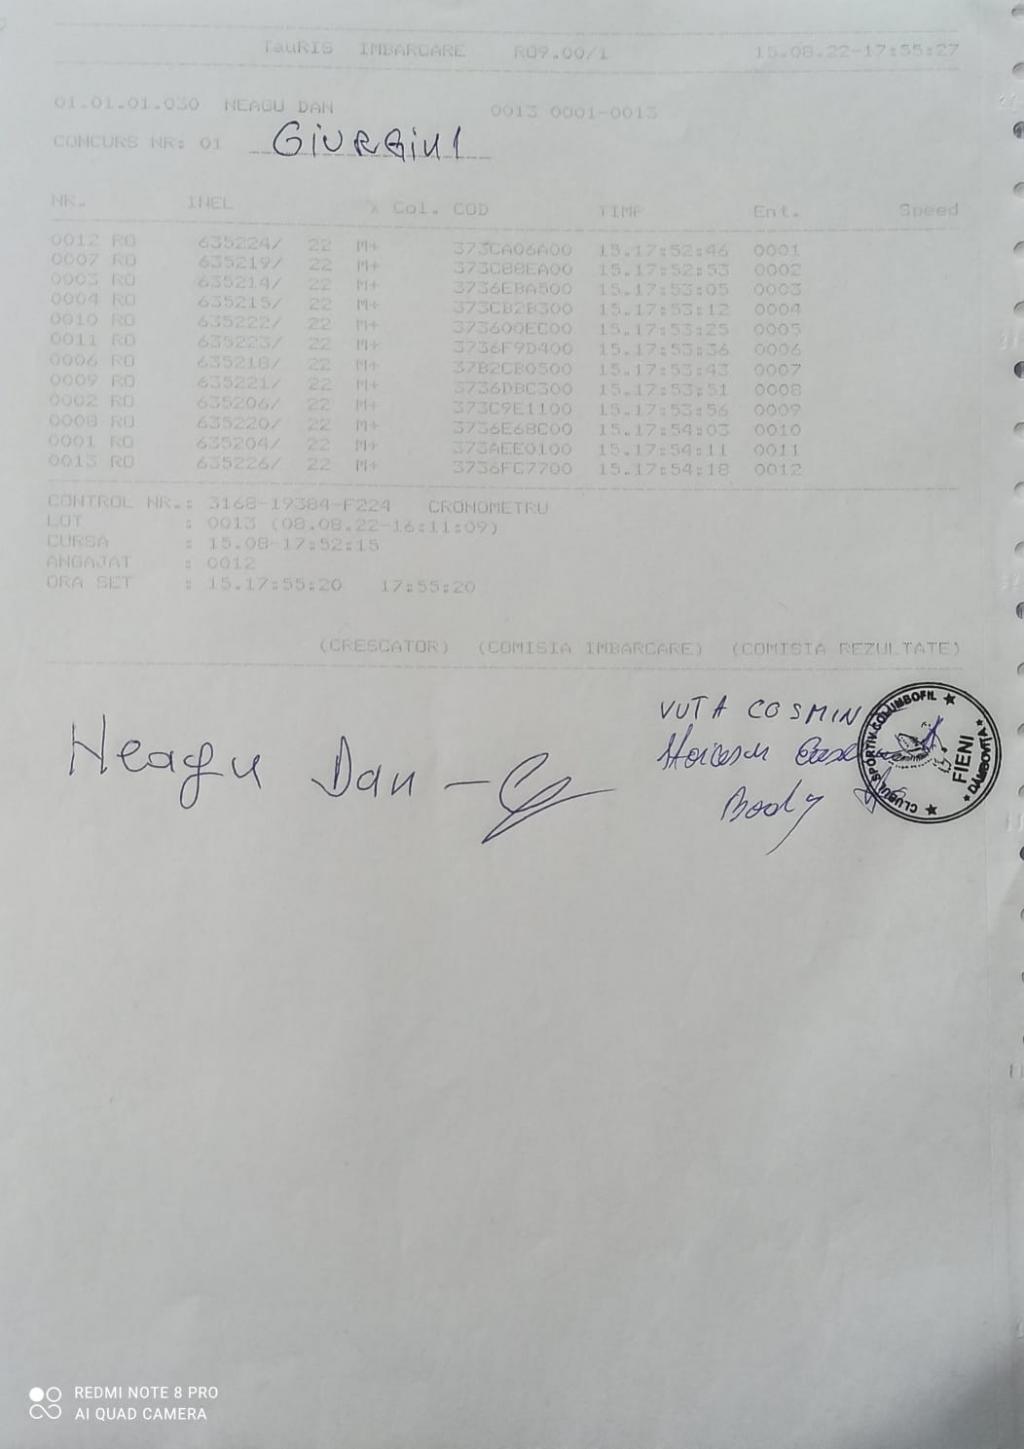 TauRIS IMBARCARE R09.00/1 15.08.22-17:55:27
01.01.01.030 NEAGU DAN 0013 0001-0013
CONCURS NR: 01 GIURGIU 1
NR. INEL X Col. COD TIMP Ent. Speed
0012 RO 635224/ 22 M+ 373CA06A00 15.17:52:46 0001
0007 RO 635219/ 22 M+ 373C88EA00 15.17:52:53 0002
0003 RO 635214/ 22 M+ 3736EBA500 15.17:53:05 0003
0004 RO 635215/ 22 M+ 373CB2B300 15.17:53:12 0004
0010 RO 635222/ 22 M+ 373600EC00 15.17:53:25 0005
0011 RO 635223/ 22 M+ 3736F9D400 15.17:53:36 0006
0006 RO 635218/ 22 M+ 37B2CB0500 15.17:53:43 0007
0009 RO 635221/ 22 M+ 3736DBC300 15.17:53:51 0008
0002 RO 635206/ 22 M+ 373C9E1100 15.17:53:56 0009
0008 RO 635220/ 22 M+ 3736E68C00 15.17:54:03 0010
0001 RO 635204/ 22 M+ 373AEE0100 15.17:54:11 0011
0013 RO 635226/ 22 M+ 3736FC7700 15.17:54:18 0012
CONTROL NR.: 3168-19384-F224 CRONOMETRU
LOT : 0013 (08.08.22-16:11:09)
CURSA : 15.08-17:52:15
ANGAJAT : 0012
ORA SET : 15.17:55:20 17:55:20
(CRESCATOR) (COMISIA IMBARCARE) (COMISIA REZULTATE)
Neagu Dan
VUTA COSMIN
CLUBUL SPORTIV COLUMBOFIL
FIENI
DÂMBOVIȚA
REDMI NOTE 8 PRO
AI QUAD CAMERA